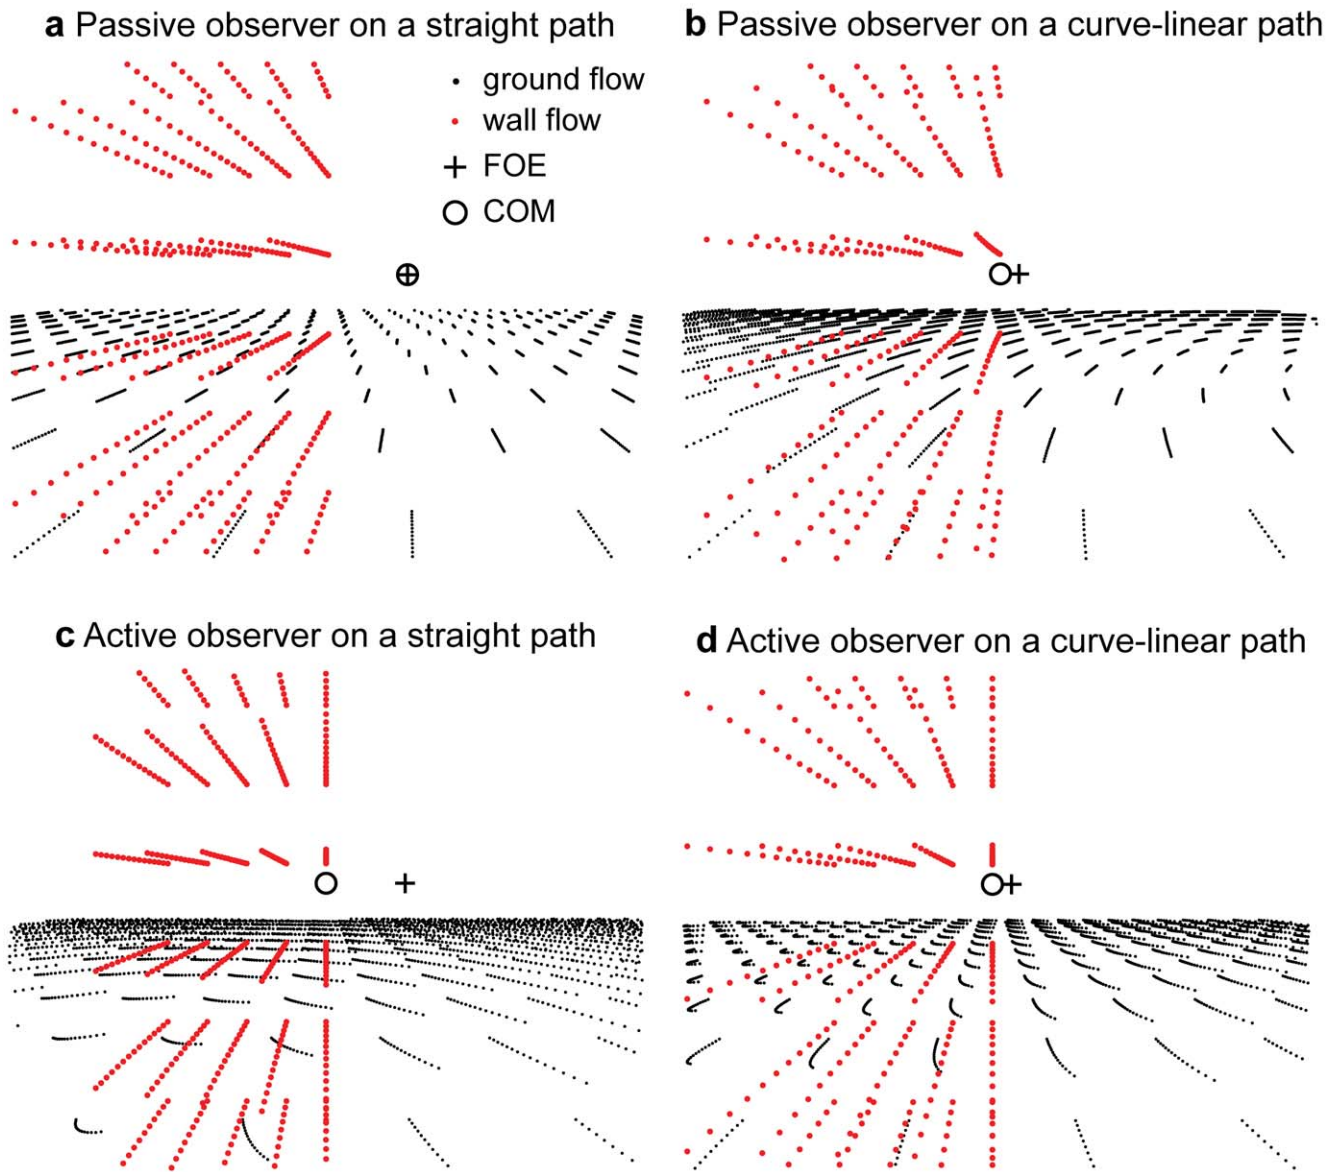 a Passive observer on a straight path
ground flow
wall flow
FOE
COM
b Passive observer on a curve-linear path
c Active observer on a straight path
d Active observer on a curve-linear path